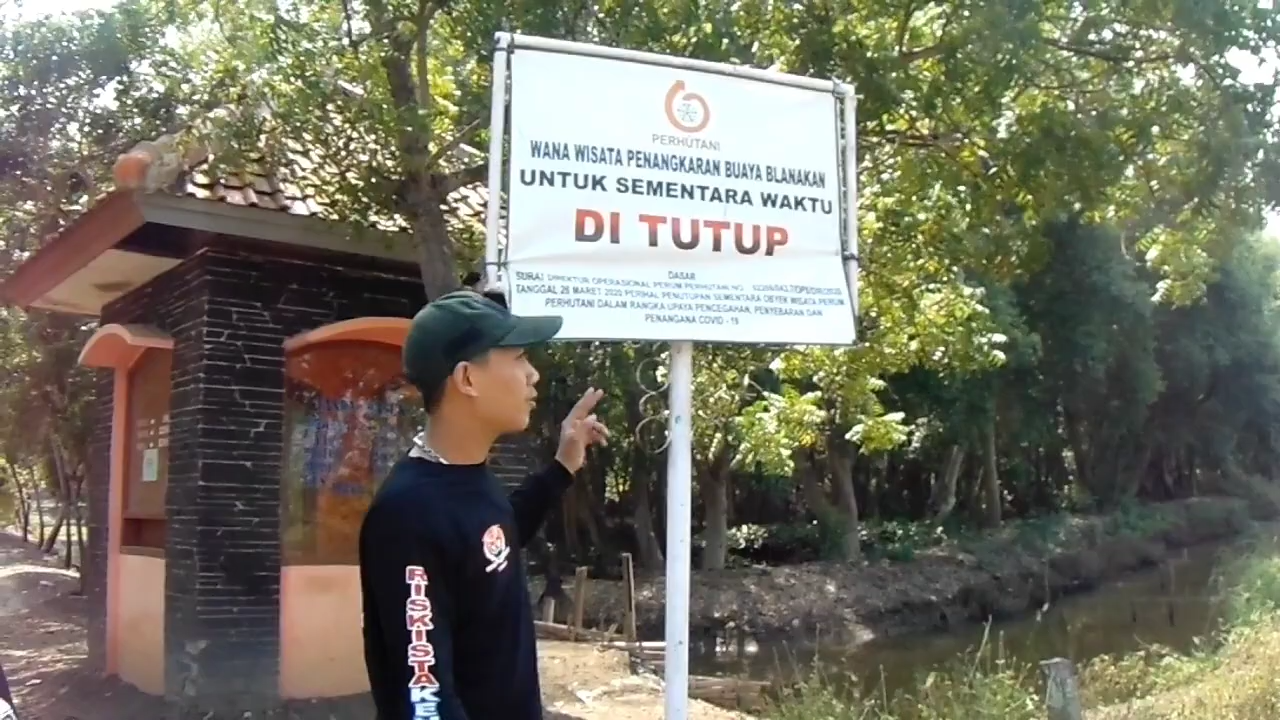 PERHUTANI
WANA WISATA PENANGKARAN BUAYA BLANAKAN
UNTUK SEMENTARA WAKTU
DI TUTUP
DASAR
SURAT DIREKTUR OPERASIONAL PERUM PERHUTANI NO :
TANGGAL 26 MARET 2020 PERIHAL PENUTUPAN SEMENTARA OBYEK WISATA PERUM
PERHUTANI DALAM RANGKA UPAYA PENCEGAHAN, PENYEBARAN DAN
PENANGANA COVID - 19
RISKISTA